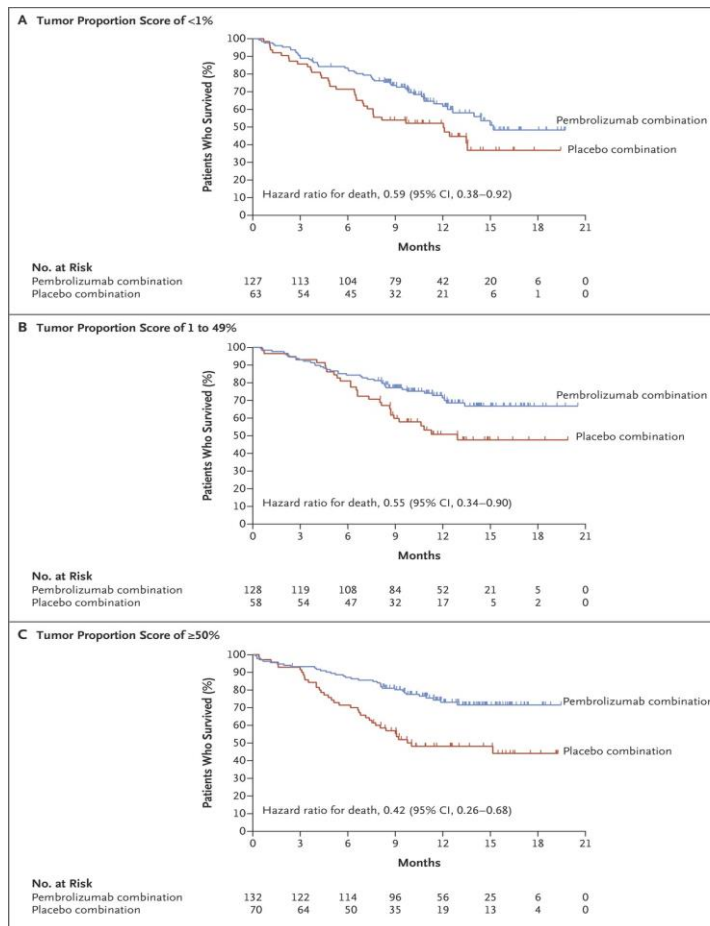 A Tumor Proportion Score of <1%
100
90
80
70
60
50
40
30
20
10
0
Patients Who Survived (%)
Pembrolizumab combination
Placebo combination
Hazard ratio for death, 0.59 (95% CI, 0.38–0.92)
0 3 6 9 12 15 18 21
Months
No. at Risk
Pembrolizumab combination 127 113 104 79 42 20 6 0
Placebo combination 63 54 45 32 21 6 1 0
B Tumor Proportion Score of 1 to 49%
100
90
80
70
60
50
40
30
20
10
0
Patients Who Survived (%)
Pembrolizumab combination
Placebo combination
Hazard ratio for death, 0.55 (95% CI, 0.34–0.90)
0 3 6 9 12 15 18 21
Months
No. at Risk
Pembrolizumab combination 128 119 108 84 52 21 5 0
Placebo combination 58 54 47 32 17 5 2 0
C Tumor Proportion Score of ≥50%
100
90
80
70
60
50
40
30
20
10
0
Patients Who Survived (%)
Pembrolizumab combination
Placebo combination
Hazard ratio for death, 0.42 (95% CI, 0.26–0.68)
0 3 6 9 12 15 18 21
Months
No. at Risk
Pembrolizumab combination 132 122 114 96 56 25 6 0
Placebo combination 70 64 50 35 19 13 4 0